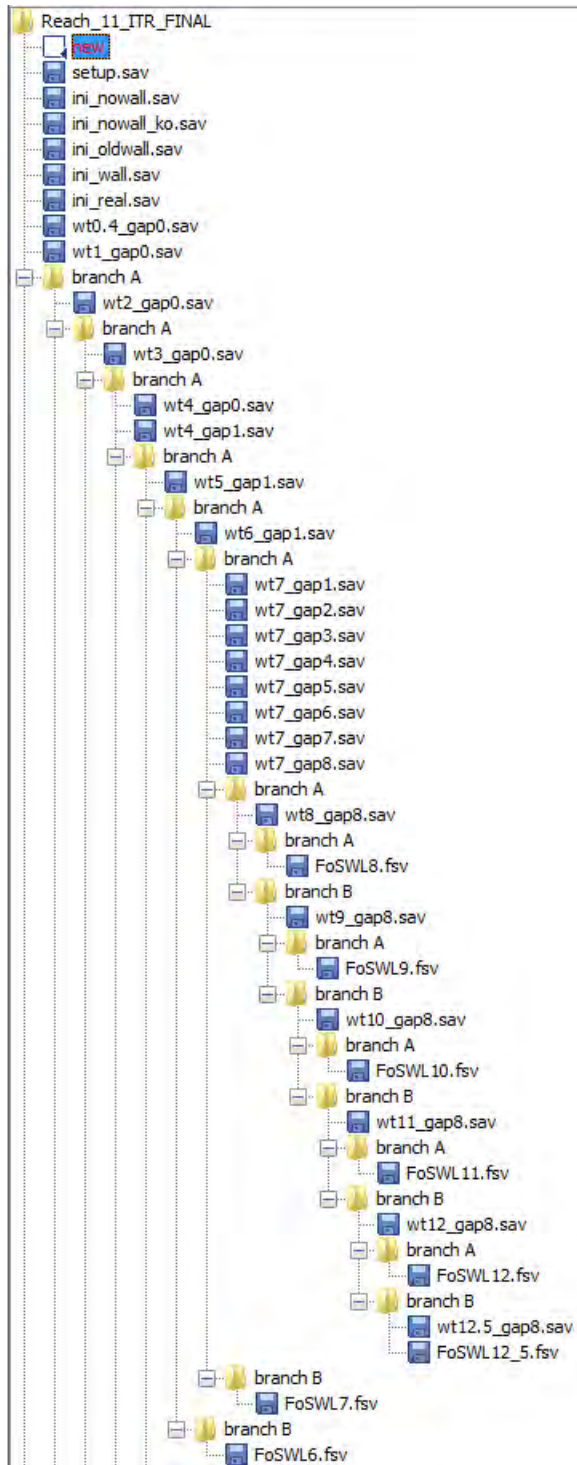 Reach_11_ITR_FINAL
new
setup.sav
ini_nowall.sav
ini_nowall_ko.sav
ini_oldwall.sav
ini_wall.sav
ini_real.sav
wt0.4_gap0.sav
wt1_gap0.sav
branch A
wt2_gap0.sav
branch A
wt3_gap0.sav
branch A
wt4_gap0.sav
wt4_gap1.sav
branch A
wt5_gap1.sav
branch A
wt6_gap1.sav
branch A
wt7_gap1.sav
wt7_gap2.sav
wt7_gap3.sav
wt7_gap4.sav
wt7_gap5.sav
wt7_gap6.sav
wt7_gap7.sav
wt7_gap8.sav
branch A
wt8_gap8.sav
branch A
FoSWL8.fsv
branch B
wt9_gap8.sav
branch A
FoSWL9.fsv
branch B
wt10_gap8.sav
branch A
FoSWL10.fsv
branch B
wt11_gap8.sav
branch A
FoSWL11.fsv
branch B
wt12_gap8.sav
branch A
FoSWL12.fsv
branch B
wt12.5_gap8.sav
FoSWL12_5.fsv
branch B
FoSWL7.fsv
branch B
FoSWL6.fsv